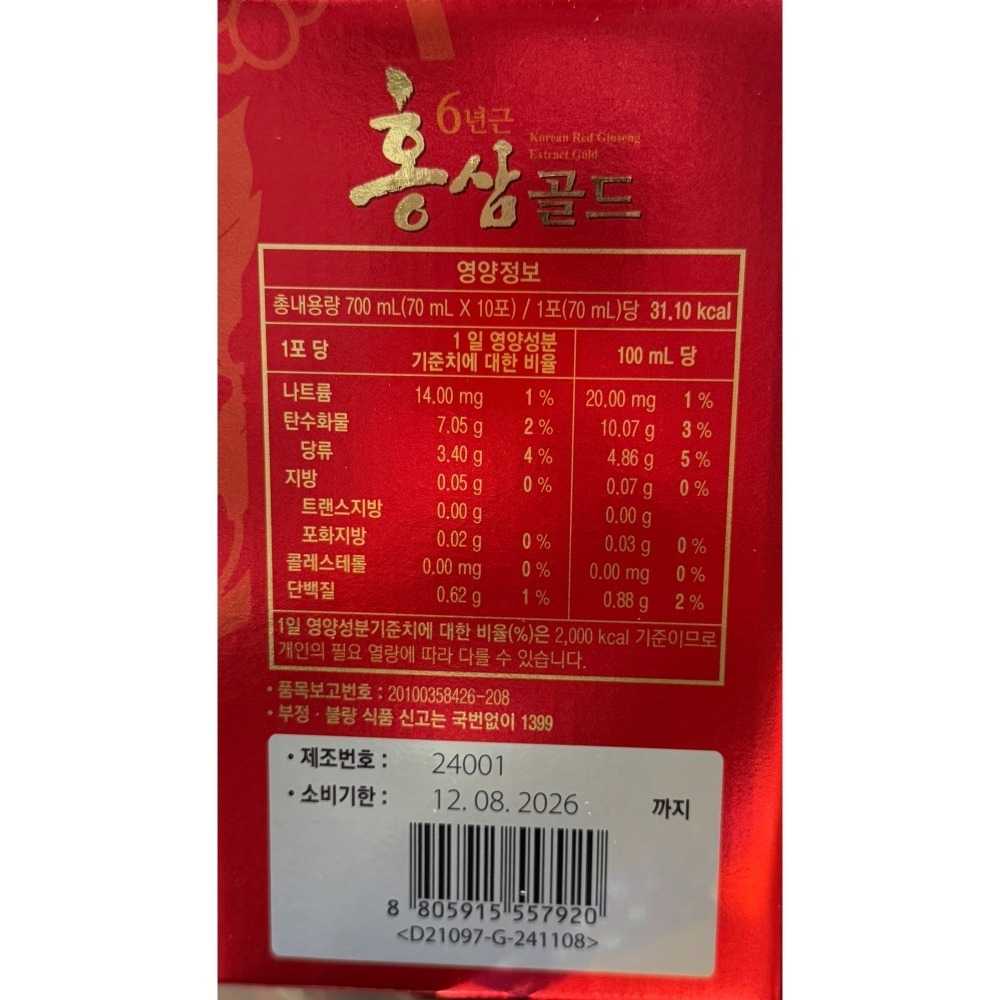 6년근
Korean Red Ginseng
Extract Gold
홍삼골드
영양정보
총내용량 700 mL(70 mL X 10포) / 1포(70 mL)당 31.10 kcal
1포 당 1 일 영양성분 기준치에 대한 비율 100 mL 당
나트륨 14.00 mg 1 % 20.00 mg 1 %
탄수화물 7.05 g 2 % 10.07 g 3 %
당류 3.40 g 4 % 4.86 g 5 %
지방 0.05 g 0 % 0.07 g 0 %
트랜스지방 0.00 g 0.00 g
포화지방 0.02 g 0 % 0.03 g 0 %
콜레스테롤 0.00 mg 0 % 0.00 mg 0 %
단백질 0.62 g 1 % 0.88 g 2 %
1일 영양성분기준치에 대한 비율(%)은 2,000 kcal 기준이므로
개인의 필요 열량에 따라 다를 수 있습니다.
• 품목보고번호 : 20100358426-208
• 부정 · 불량 식품 신고는 국번없이 1399
• 제조번호 : 24001
• 소비기한 : 12. 08. 2026 까지
8 805915 557920
<D21097-G-241108>